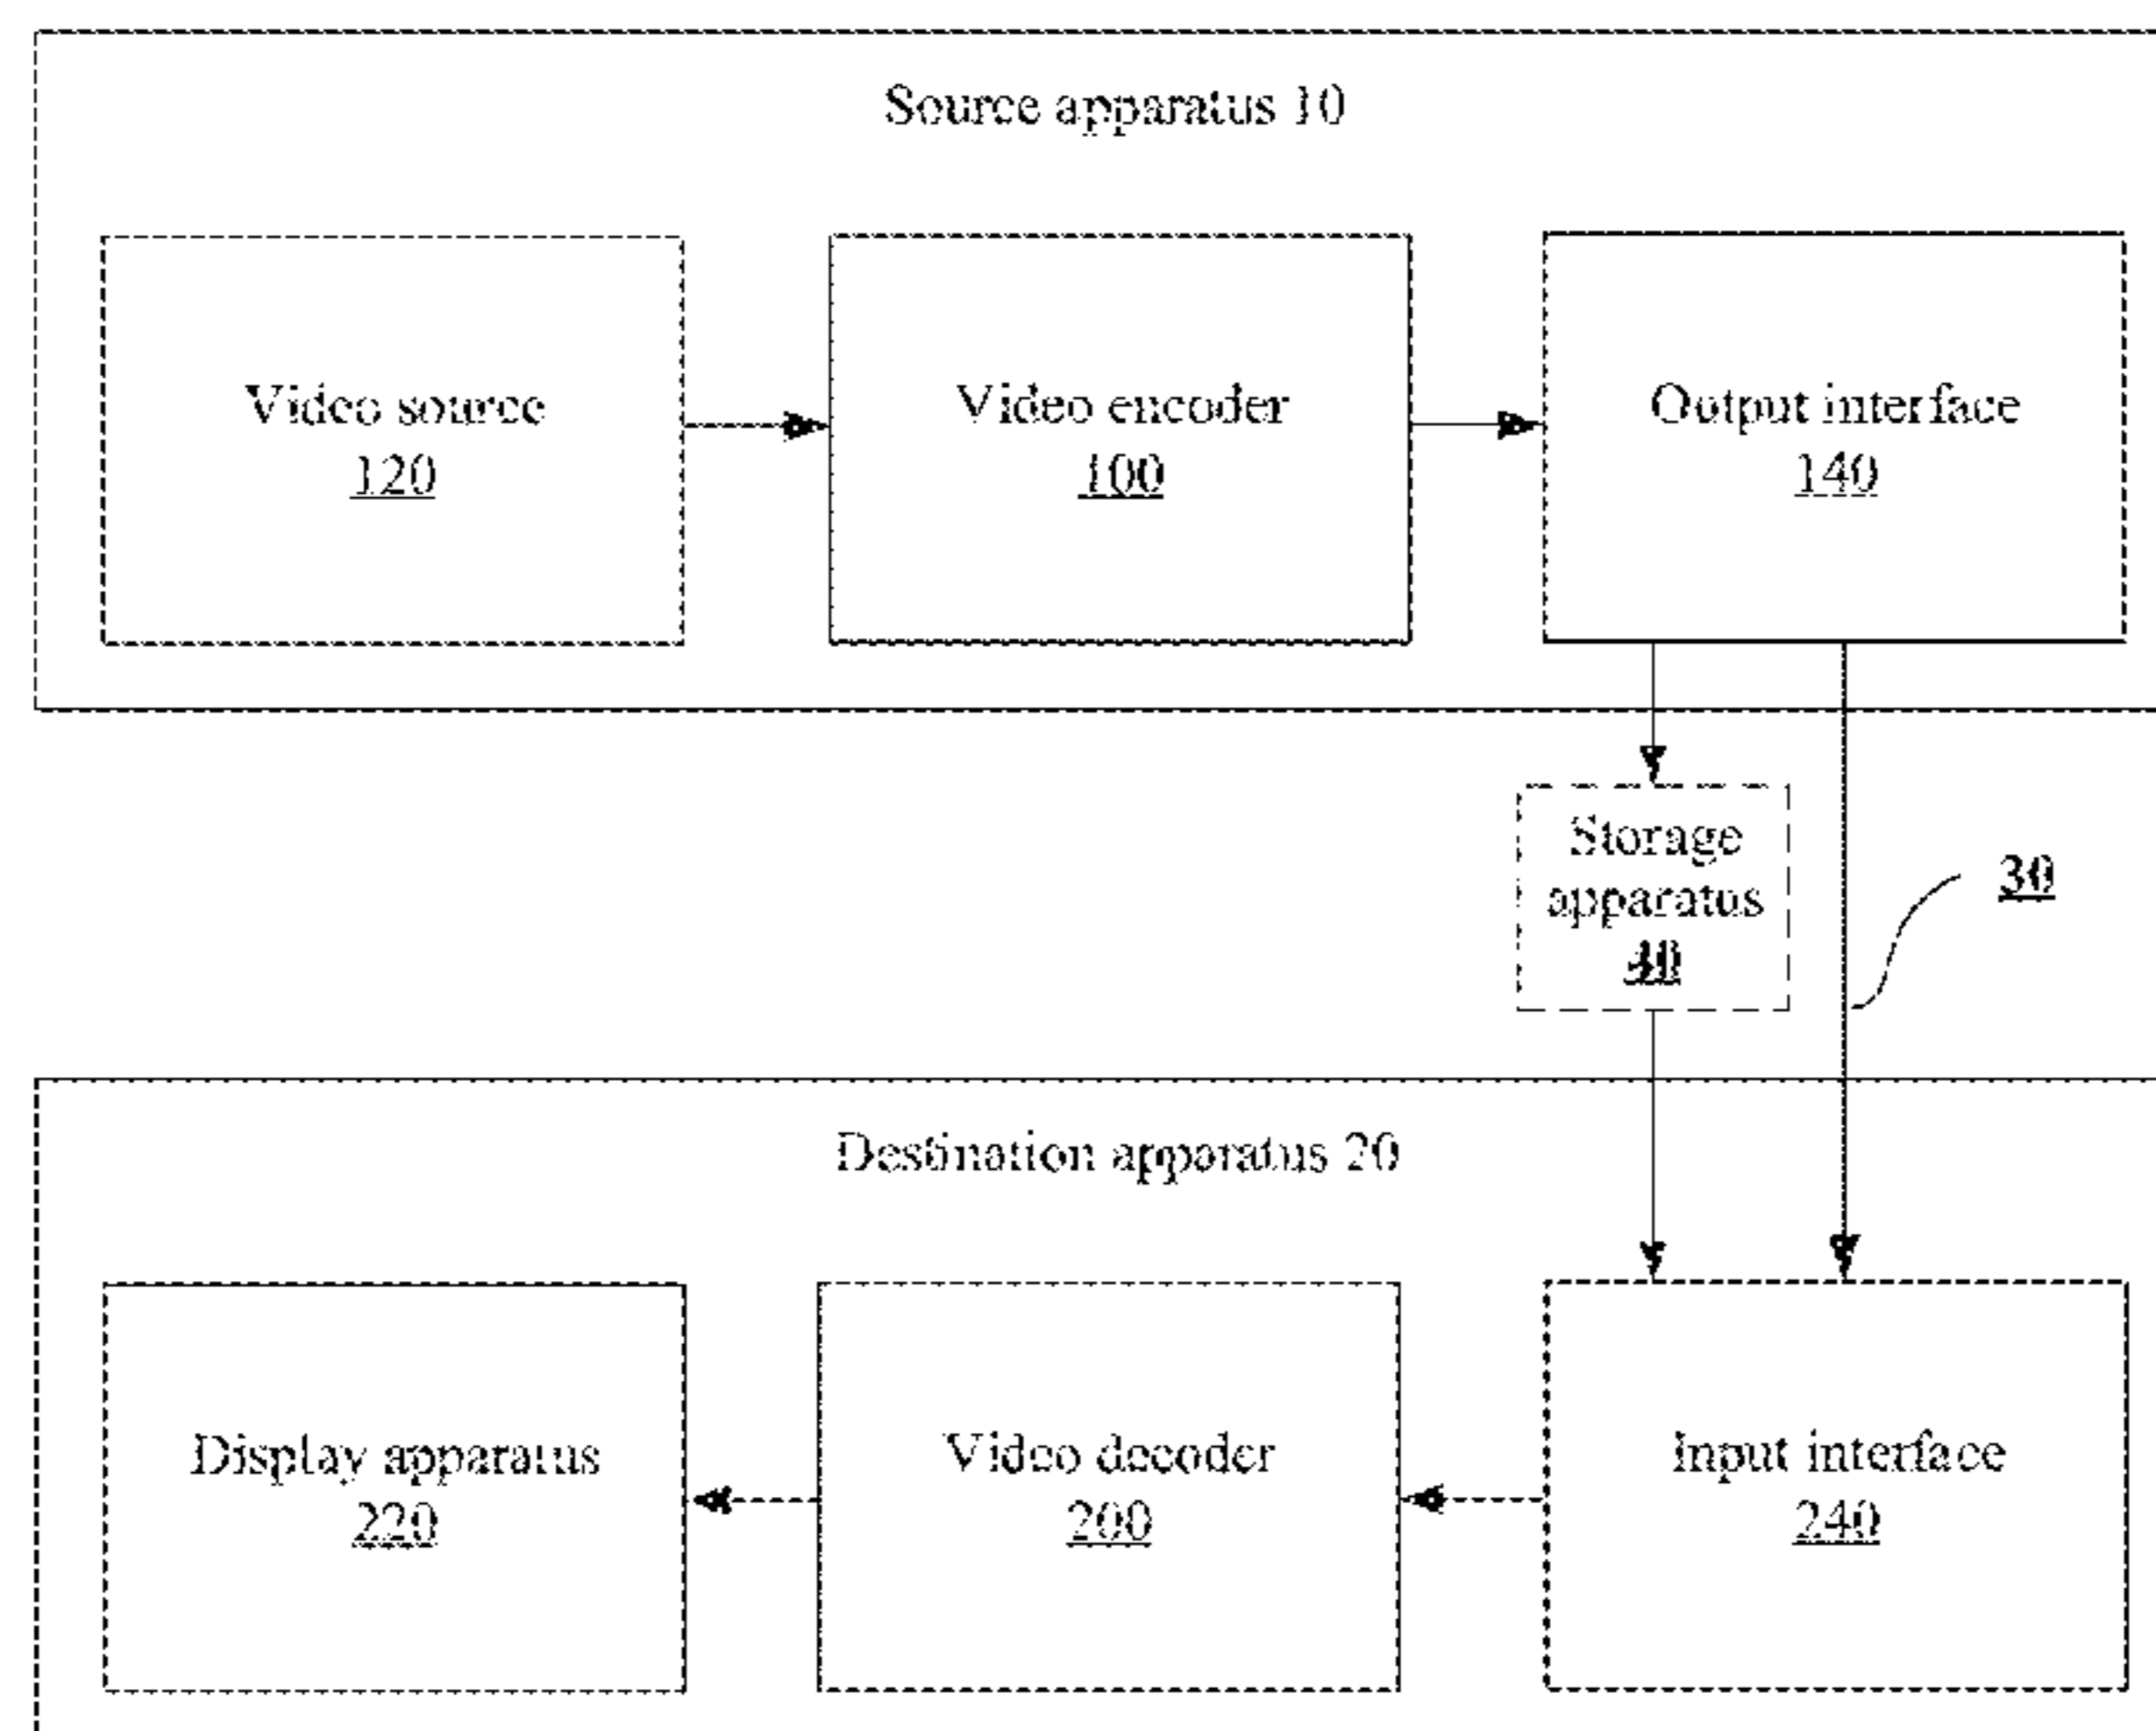 Source apparatus 10
Video source
120
Video encoder
100
Output interface
140
Storage
apparatus
40
30
Destination apparatus 20
Display apparatus
220
Video decoder
200
Input interface
240